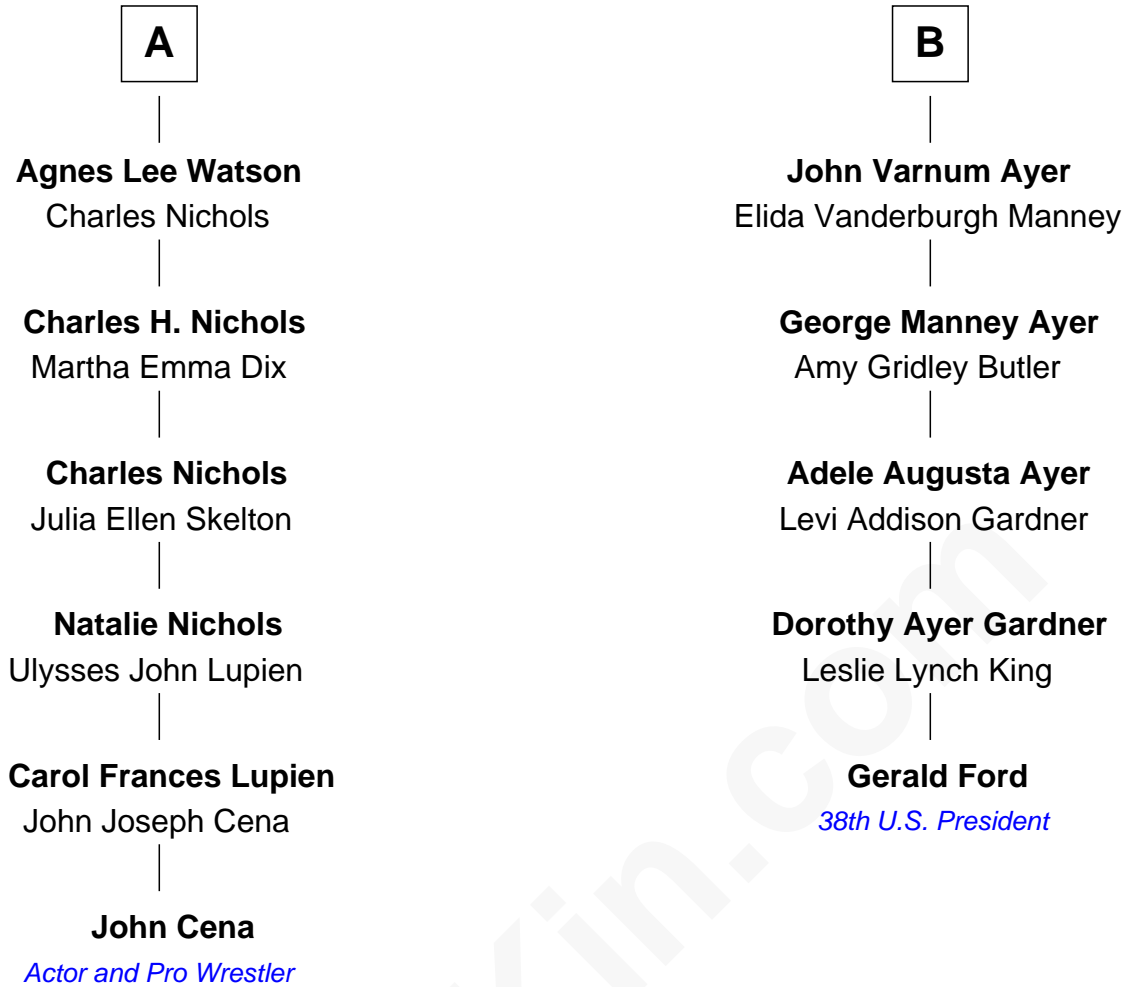 A
Agnes Lee Watson
Charles Nichols
Charles H. Nichols
Martha Emma Dix
Charles Nichols
Julia Ellen Skelton
Natalie Nichols
Ulysses John Lupien
Carol Frances Lupien
John Joseph Cena
John Cena
Actor and Pro Wrestler
B
John Varnum Ayer
Elida Vanderburgh Manney
George Manney Ayer
Amy Gridley Butler
Adele Augusta Ayer
Levi Addison Gardner
Dorothy Ayer Gardner
Leslie Lynch King
Gerald Ford
38th U.S. President
Kin.com